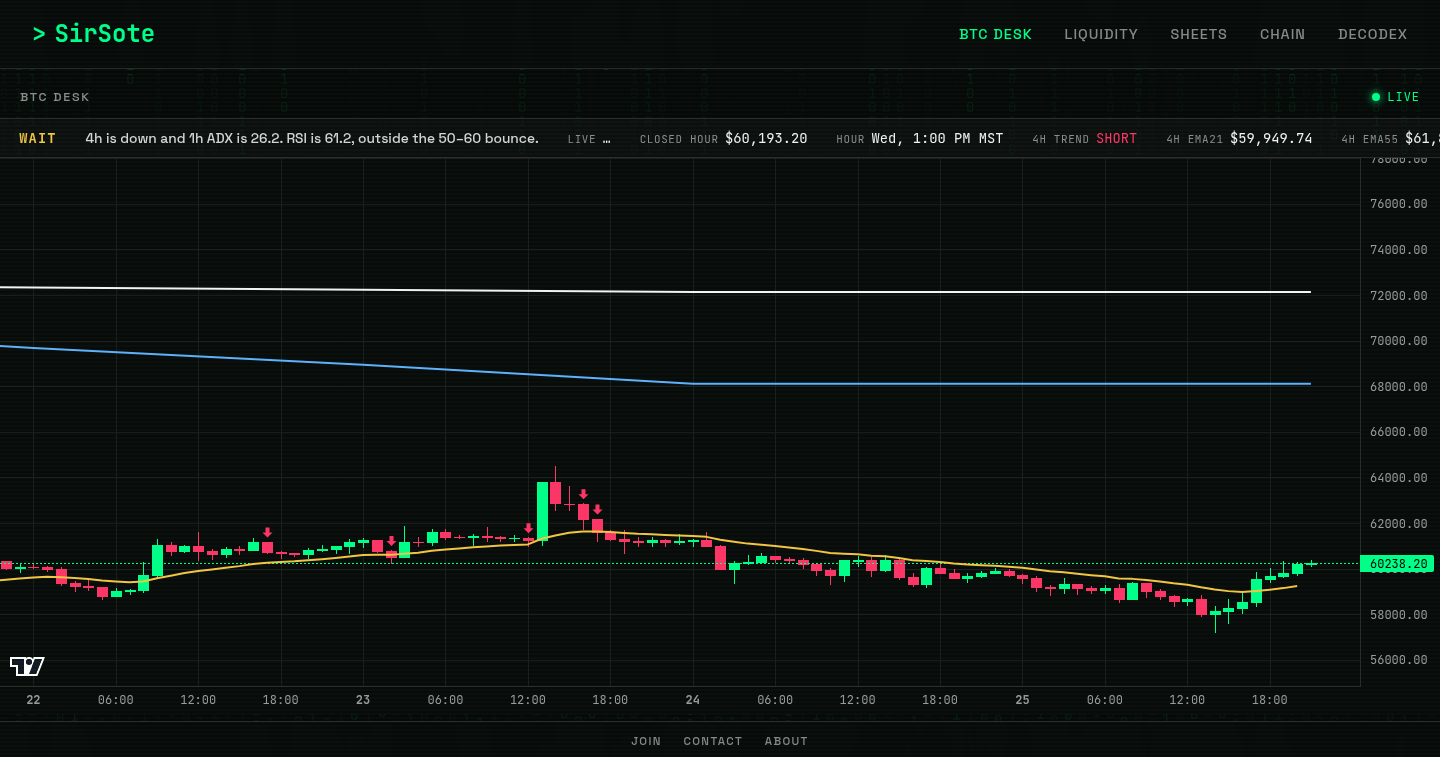 > SirSote
BTC DESK LIQUIDITY SHEETS CHAIN DECODEX
BTC DESK
LIVE
WAIT 4h is down and 1h ADX is 26.2. RSI is 61.2, outside the 50–60 bounce. LIVE … CLOSED HOUR $60,193.20 HOUR Wed, 1:00 PM MST 4H TREND SHORT 4H EMA21 $59,949.74 4H EMA55
78000.00
76000.00
74000.00
72000.00
70000.00
68000.00
66000.00
64000.00
62000.00
60238.20
58000.00
56000.00
22 06:00 12:00 18:00 23 06:00 12:00 18:00 24 06:00 12:00 18:00 25 06:00 12:00 18:00
JOIN CONTACT ABOUT